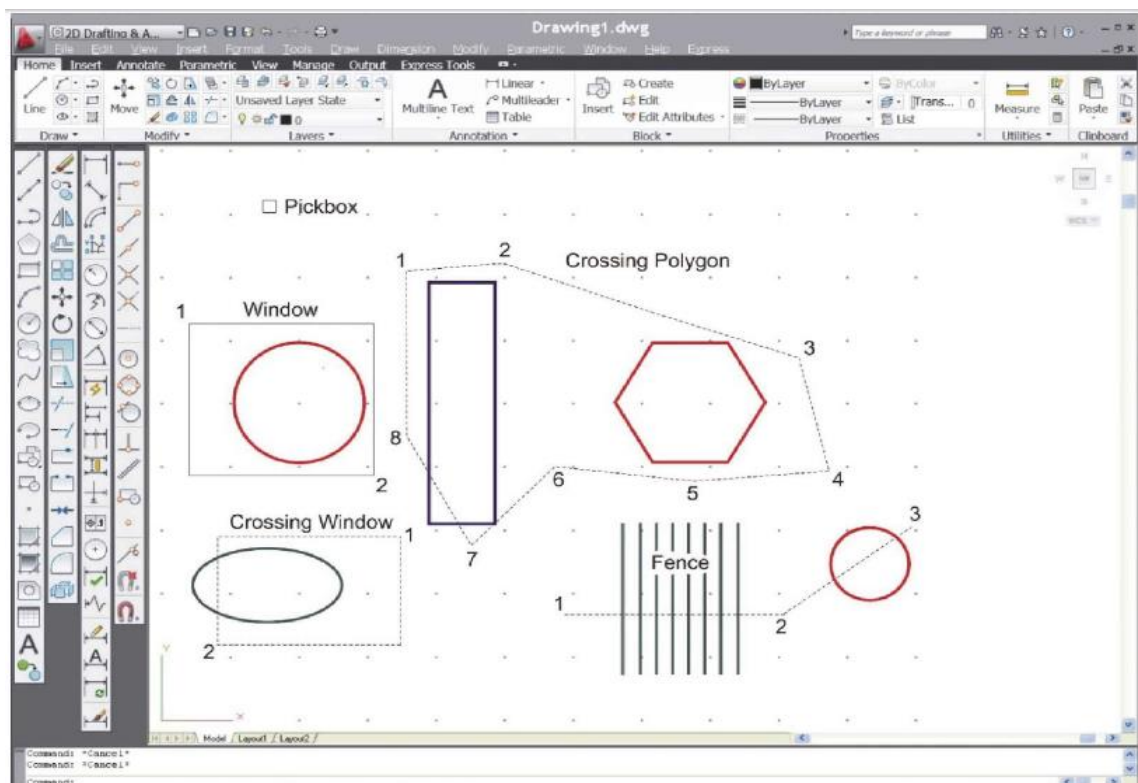 2D Drafting & A...
Drawing1.dwg
Type a keyword or phrase
File Edit View Insert Format Tools Draw Dimension Modify Parametric Window Help Express
Home Insert Annotate Parametric View Manage Output Express Tools
Line
Move
Unsaved Layer State
0
Multiline Text
Linear
Multileader
Table
Insert
Create
Edit
Edit Attributes
ByLayer
ByLayer
ByLayer
ByColor
Trans... 0
List
Measure
Paste
Draw Modify Layers Annotation Block Properties Utilities Clipboard
Pickbox
1 2
Crossing Polygon
1 Window
3
8
2
6
5
4
Crossing Window
1
7
3
Fence
1
2
2
Y
X
Model Layout1 Layout2
Command: *Cancel*
Command: *Cancel*
Command:
A
A
WCS